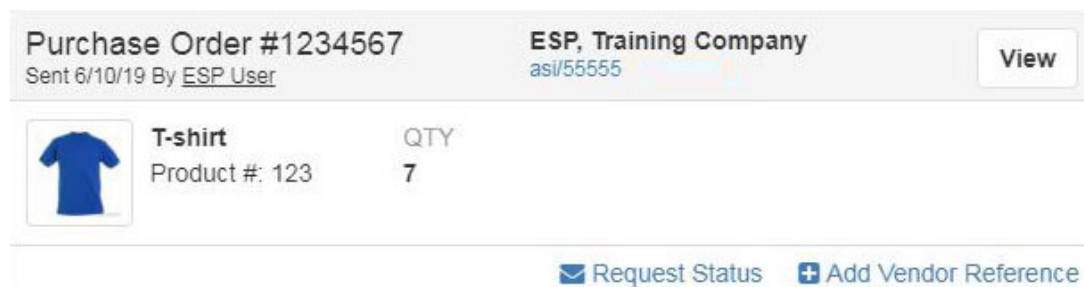 Purchase Order #1234567
Sent 6/10/19 By ESP User
ESP, Training Company
asi/55555
View
T-shirt
Product #: 123
QTY
7
Request Status
Add Vendor Reference